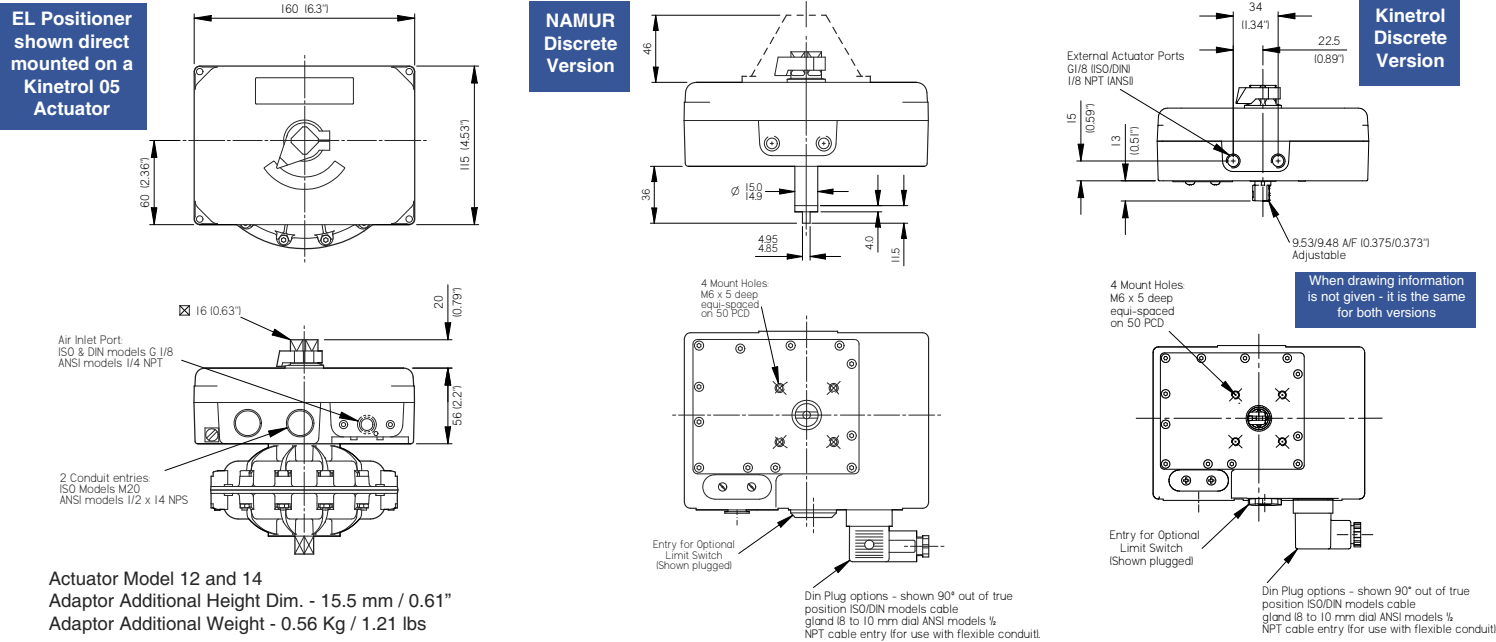 EL Positioner
shown direct
mounted on a
Kinetrol 05
Actuator
160 (6.3")
60 (2.36")
115 (4.53")
16 (0.63")
20
(0.79")
Air Inlet Port:
ISO & DIN models G 1/8
ANSI models 1/4 NPT
56 (2.2")
2 Conduit entries:
ISO Models M20
ANSI models 1/2 x 14 NPS
Actuator Model 12 and 14
Adaptor Additional Height Dim. - 15.5 mm / 0.61”
Adaptor Additional Weight - 0.56 Kg / 1.21 lbs
NAMUR
Discrete
Version
46
36
Ø 15.0
14.9
4.95
4.85
4.0
11.5
4 Mount Holes:
M6 x 5 deep
equi-spaced
on 50 PCD
Entry for Optional
Limit Switch
(Shown plugged)
Din Plug options - shown 90° out of true
position ISO/DIN models cable
gland (8 to 10 mm dia) ANSI models ½
NPT cable entry (for use with flexible conduit).
Kinetrol
Discrete
Version
34
(1.34")
22.5
(0.89")
External Actuator Ports
G1/8 (ISO/DIN)
1/8 NPT (ANSI)
15
(0.59")
13
(0.51")
9.53/9.48 A/F (0.375/0.373")
Adjustable
When drawing information
is not given - it is the same
for both versions
4 Mount Holes:
M6 x 5 deep
equi-spaced
on 50 PCD
Entry for Optional
Limit Switch
(Shown plugged)
Din Plug options - shown 90° out of true
position ISO/DIN models cable
gland (8 to 10 mm dia) ANSI models ½
NPT cable entry (for use with flexible conduit)